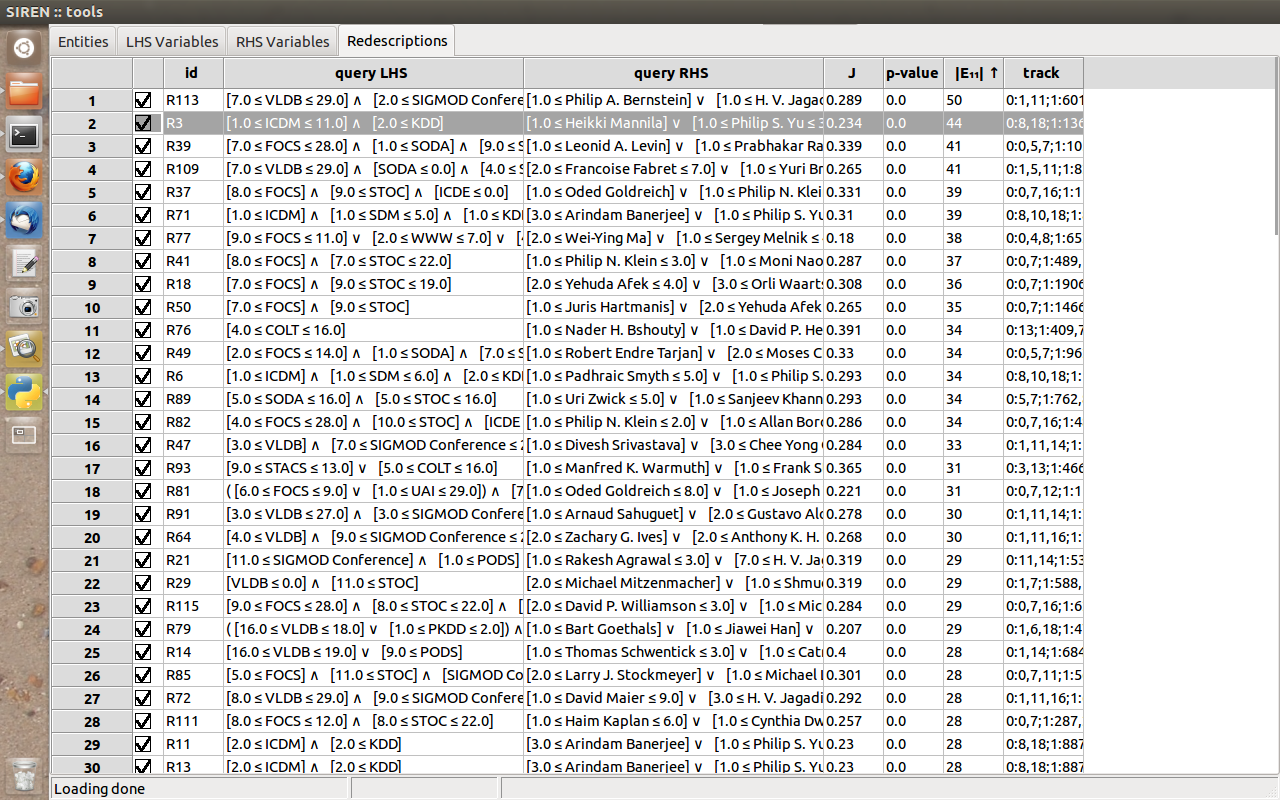 SIREN :: tools
Entities LHS Variables RHS Variables Redescriptions
id query LHS query RHS J p-value |E₁₁| ↑ track
1 R113 [7.0 ≤ VLDB ≤ 29.0] ∧ [2.0 ≤ SIGMOD Confere [1.0 ≤ Philip A. Bernstein] ∨ [1.0 ≤ H. V. Jagad 0.289 0.0 50 0:1,11;1:601
2 R3 [1.0 ≤ ICDM ≤ 11.0] ∧ [2.0 ≤ KDD] [1.0 ≤ Heikki Mannila] ∨ [1.0 ≤ Philip S. Yu ≤ 3 0.234 0.0 44 0:8,18;1:136
3 R39 [7.0 ≤ FOCS ≤ 28.0] ∧ [1.0 ≤ SODA] ∧ [9.0 ≤ S [1.0 ≤ Leonid A. Levin] ∨ [1.0 ≤ Prabhakar Ra 0.339 0.0 41 0:0,5,7;1:10
4 R109 [7.0 ≤ VLDB ≤ 29.0] ∧ [SODA ≤ 0.0] ∧ [4.0 ≤ S [2.0 ≤ Francoise Fabret ≤ 7.0] ∨ [1.0 ≤ Yuri Br 0.265 0.0 41 0:1,5,11;1:8
5 R37 [8.0 ≤ FOCS] ∧ [9.0 ≤ STOC] ∧ [ICDE ≤ 0.0] [1.0 ≤ Oded Goldreich] ∨ [1.0 ≤ Philip N. Klei 0.331 0.0 39 0:0,7,16;1:1
6 R71 [1.0 ≤ ICDM] ∧ [1.0 ≤ SDM ≤ 5.0] ∧ [1.0 ≤ KD [3.0 ≤ Arindam Banerjee] ∨ [1.0 ≤ Philip S. Yu 0.31 0.0 39 0:8,10,18;1:
7 R77 [9.0 ≤ FOCS ≤ 11.0] ∨ [2.0 ≤ WWW ≤ 7.0] ∨ [ [2.0 ≤ Wei-Ying Ma] ∨ [1.0 ≤ Sergey Melnik ≤ 0.18 0.0 38 0:0,4,8;1:65
8 R41 [8.0 ≤ FOCS] ∧ [7.0 ≤ STOC ≤ 22.0] [1.0 ≤ Philip N. Klein ≤ 3.0] ∨ [1.0 ≤ Moni Nao 0.287 0.0 37 0:0,7;1:489,
9 R18 [7.0 ≤ FOCS] ∧ [9.0 ≤ STOC ≤ 19.0] [2.0 ≤ Yehuda Afek ≤ 4.0] ∨ [3.0 ≤ Orli Waarts 0.308 0.0 36 0:0,7;1:1906
10 R50 [7.0 ≤ FOCS] ∧ [9.0 ≤ STOC] [1.0 ≤ Juris Hartmanis] ∨ [2.0 ≤ Yehuda Afek 0.265 0.0 35 0:0,7;1:1466
11 R76 [4.0 ≤ COLT ≤ 16.0] [1.0 ≤ Nader H. Bshouty] ∨ [1.0 ≤ David P. He 0.391 0.0 34 0:13;1:409,7
12 R49 [2.0 ≤ FOCS ≤ 14.0] ∧ [1.0 ≤ SODA] ∧ [7.0 ≤ S [1.0 ≤ Robert Endre Tarjan] ∨ [2.0 ≤ Moses C 0.33 0.0 34 0:0,5,7;1:96
13 R6 [1.0 ≤ ICDM] ∧ [1.0 ≤ SDM ≤ 6.0] ∧ [2.0 ≤ KD [1.0 ≤ Padhraic Smyth ≤ 5.0] ∨ [1.0 ≤ Philip S. 0.293 0.0 34 0:8,10,18;1:
14 R89 [5.0 ≤ SODA ≤ 16.0] ∧ [5.0 ≤ STOC ≤ 16.0] [1.0 ≤ Uri Zwick ≤ 5.0] ∨ [1.0 ≤ Sanjeev Khann 0.293 0.0 34 0:5,7;1:762,
15 R82 [4.0 ≤ FOCS ≤ 28.0] ∧ [10.0 ≤ STOC] ∧ [ICDE [1.0 ≤ Philip N. Klein ≤ 2.0] ∨ [1.0 ≤ Allan Bor 0.286 0.0 34 0:0,7,16;1:4
16 R47 [3.0 ≤ VLDB] ∧ [7.0 ≤ SIGMOD Conference ≤ 2 [1.0 ≤ Divesh Srivastava] ∨ [3.0 ≤ Chee Yong 0.284 0.0 33 0:1,11,14;1:
17 R93 [9.0 ≤ STACS ≤ 13.0] ∨ [5.0 ≤ COLT ≤ 16.0] [1.0 ≤ Manfred K. Warmuth] ∨ [1.0 ≤ Frank S 0.365 0.0 31 0:3,13;1:466
18 R81 ( [6.0 ≤ FOCS ≤ 9.0] ∨ [1.0 ≤ UAI ≤ 29.0]) ∧ [7 [1.0 ≤ Oded Goldreich ≤ 8.0] ∨ [1.0 ≤ Joseph 0.221 0.0 31 0:0,7,12;1:1
19 R91 [3.0 ≤ VLDB ≤ 27.0] ∧ [3.0 ≤ SIGMOD Confere [1.0 ≤ Arnaud Sahuguet] ∨ [2.0 ≤ Gustavo Alo 0.278 0.0 30 0:1,11,14;1:
20 R64 [4.0 ≤ VLDB] ∧ [9.0 ≤ SIGMOD Conference ≤ 2 [2.0 ≤ Zachary G. Ives] ∨ [2.0 ≤ Anthony K. H. 0.268 0.0 30 0:1,11,16;1:
21 R21 [11.0 ≤ SIGMOD Conference] ∧ [1.0 ≤ PODS] [1.0 ≤ Rakesh Agrawal ≤ 3.0] ∨ [7.0 ≤ H. V. Ja 0.319 0.0 29 0:11,14;1:53
22 R29 [VLDB ≤ 0.0] ∧ [11.0 ≤ STOC] [2.0 ≤ Michael Mitzenmacher] ∨ [1.0 ≤ Shmu 0.319 0.0 29 0:1,7;1:588,
23 R115 [9.0 ≤ FOCS ≤ 28.0] ∧ [8.0 ≤ STOC ≤ 22.0] ∧ [ [2.0 ≤ David P. Williamson ≤ 3.0] ∨ [1.0 ≤ Mic 0.284 0.0 29 0:0,7,16;1:6
24 R79 ( [16.0 ≤ VLDB ≤ 18.0] ∨ [1.0 ≤ PKDD ≤ 2.0]) ∧ [1.0 ≤ Bart Goethals] ∨ [1.0 ≤ Jiawei Han] ∨ 0.207 0.0 29 0:1,6,18;1:4
25 R14 [16.0 ≤ VLDB ≤ 19.0] ∨ [9.0 ≤ PODS] [1.0 ≤ Thomas Schwentick ≤ 3.0] ∨ [1.0 ≤ Cat 0.4 0.0 28 0:1,14;1:684
26 R85 [5.0 ≤ FOCS] ∧ [11.0 ≤ STOC] ∧ [SIGMOD Co [2.0 ≤ Larry J. Stockmeyer] ∨ [1.0 ≤ Michael 0.301 0.0 28 0:0,7,11;1:5
27 R72 [8.0 ≤ VLDB ≤ 29.0] ∧ [9.0 ≤ SIGMOD Confere [1.0 ≤ David Maier ≤ 9.0] ∨ [3.0 ≤ H. V. Jagadi 0.292 0.0 28 0:1,11,16;1:
28 R111 [8.0 ≤ FOCS ≤ 12.0] ∧ [8.0 ≤ STOC ≤ 22.0] [1.0 ≤ Haim Kaplan ≤ 6.0] ∨ [1.0 ≤ Cynthia Dw 0.257 0.0 28 0:0,7;1:287,
29 R11 [2.0 ≤ ICDM] ∧ [2.0 ≤ KDD] [3.0 ≤ Arindam Banerjee] ∨ [1.0 ≤ Philip S. Yu 0.23 0.0 28 0:8,18;1:887
30 R13 [2.0 ≤ ICDM] ∧ [2.0 ≤ KDD] [3.0 ≤ Arindam Banerjee] ∨ [1.0 ≤ Philip S. Yu 0.23 0.0 28 0:8,18;1:887
Loading done